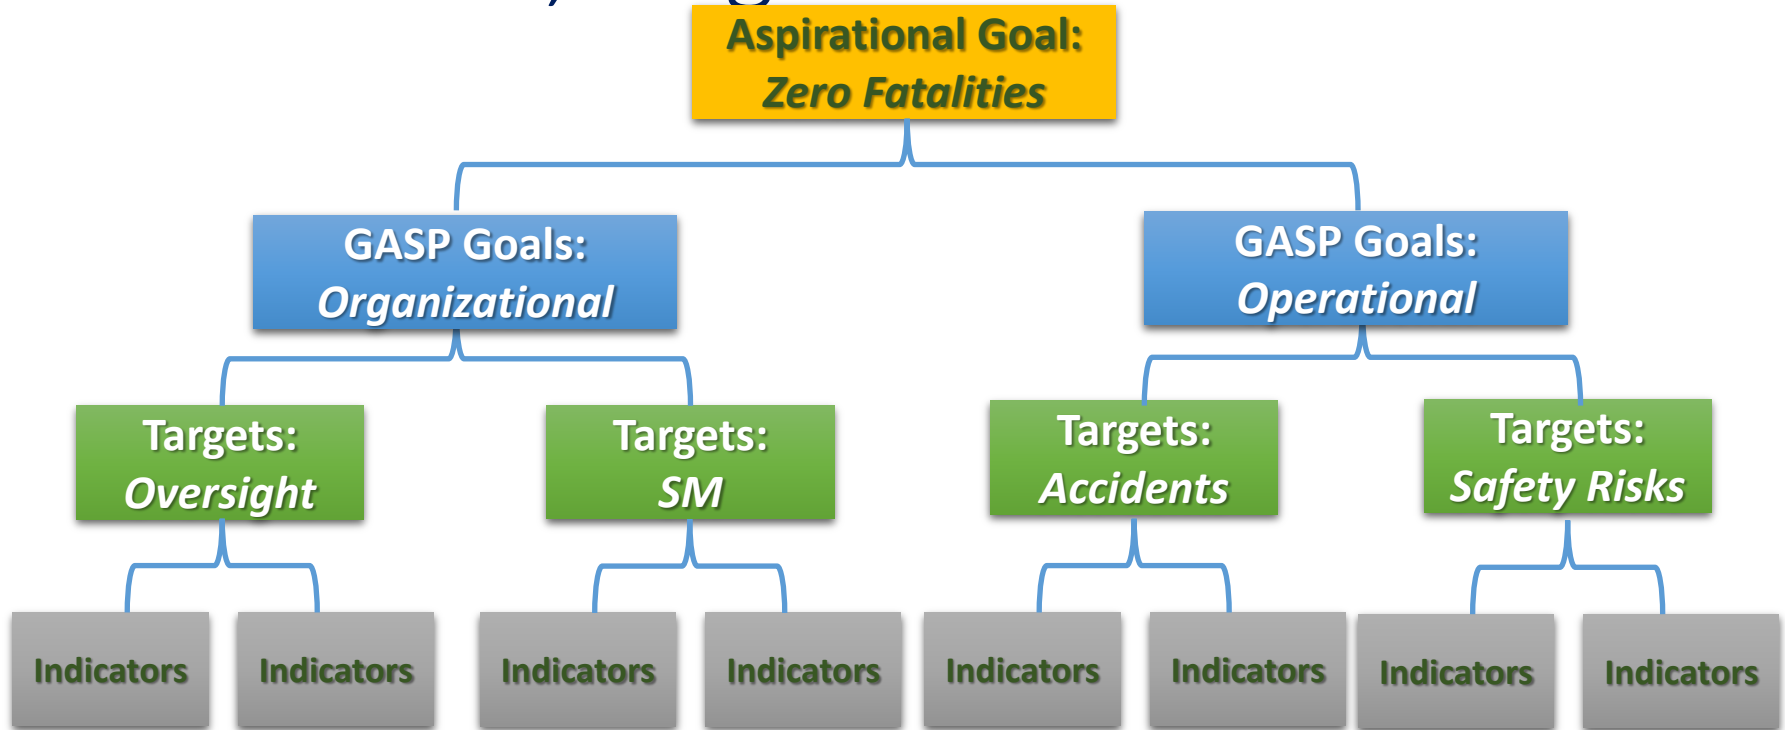 Aspirational Goal:
Zero Fatalities
GASP Goals:
Organizational
GASP Goals:
Operational
Targets:
Oversight
Targets:
SM
Targets:
Accidents
Targets:
Safety Risks
Indicators
Indicators
Indicators
Indicators
Indicators
Indicators
Indicators
Indicators